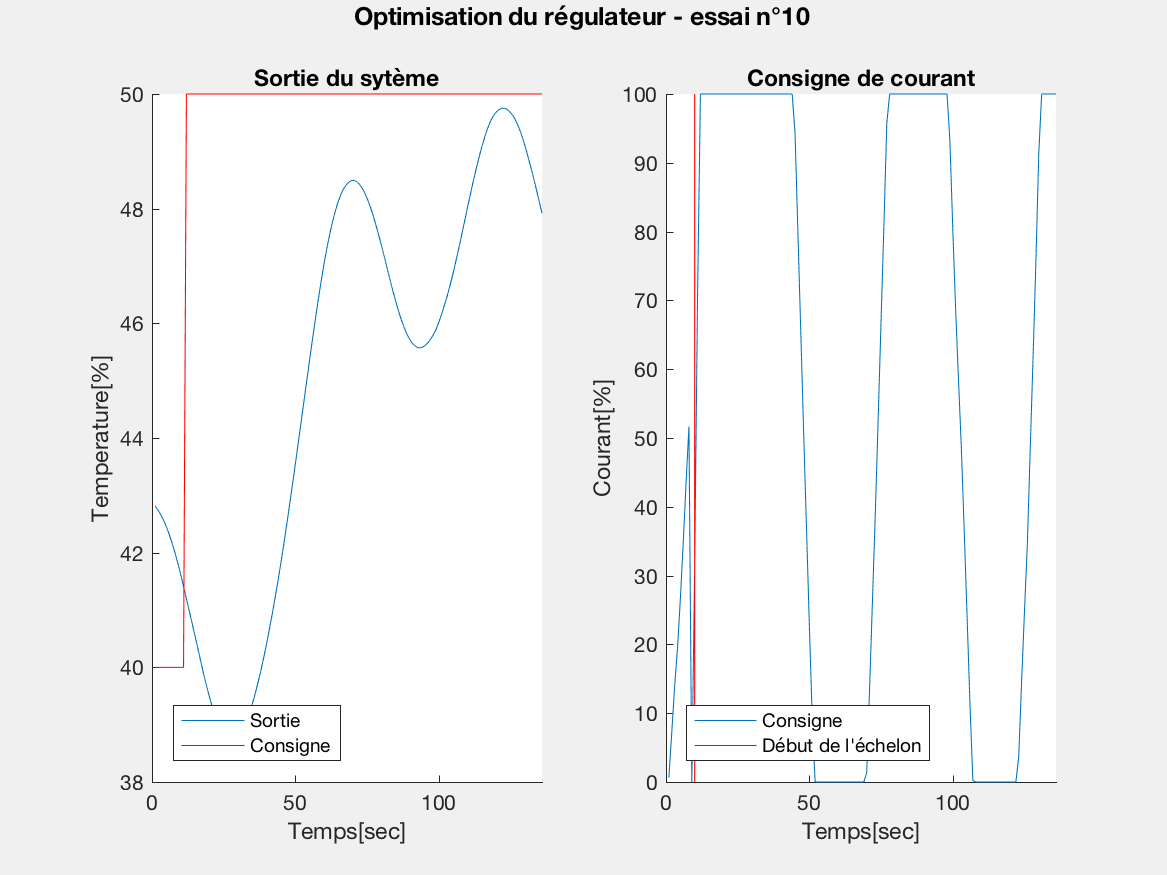 Optimisation du régulateur - essai n°10
Sortie du sytème
50
48
46
44
42
40
38
Temperature[%]
Sortie
Consigne
0
50
100
Temps[sec]
Consigne de courant
100
90
80
70
60
50
40
30
20
10
0
Courant[%]
Consigne
Début de l'échelon
0
50
100
Temps[sec]